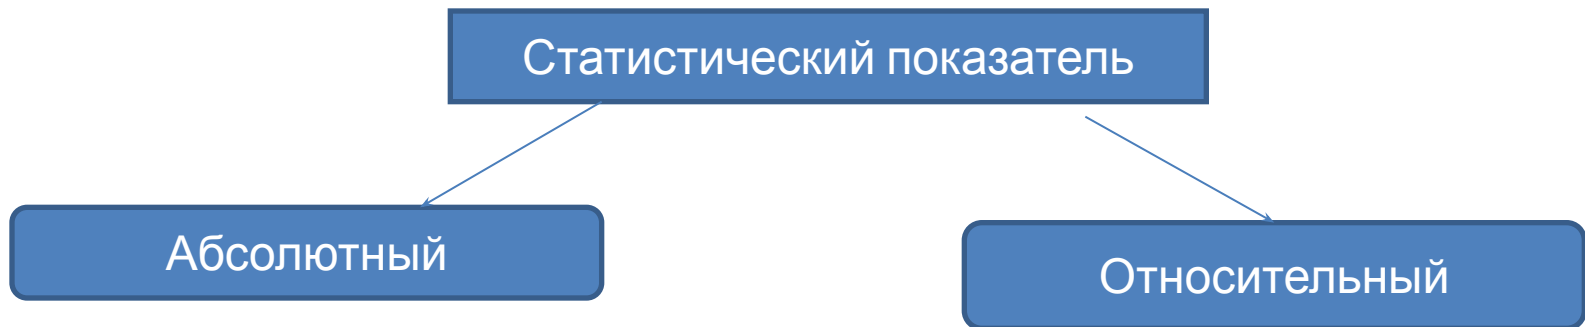 Статистический показатель
Абсолютный
Относительный